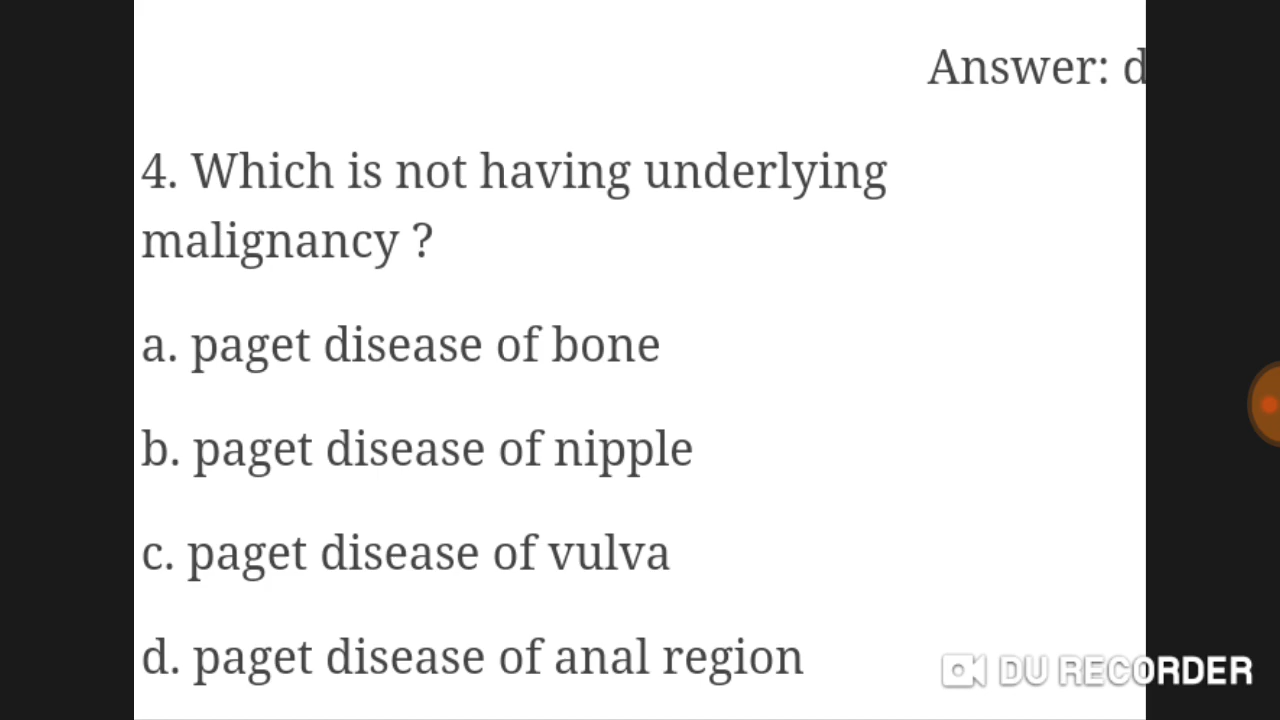 Answer: d
4. Which is not having underlying
malignancy ?
a. paget disease of bone
b. paget disease of nipple
c. paget disease of vulva
d. paget disease of anal region
DU RECORDER